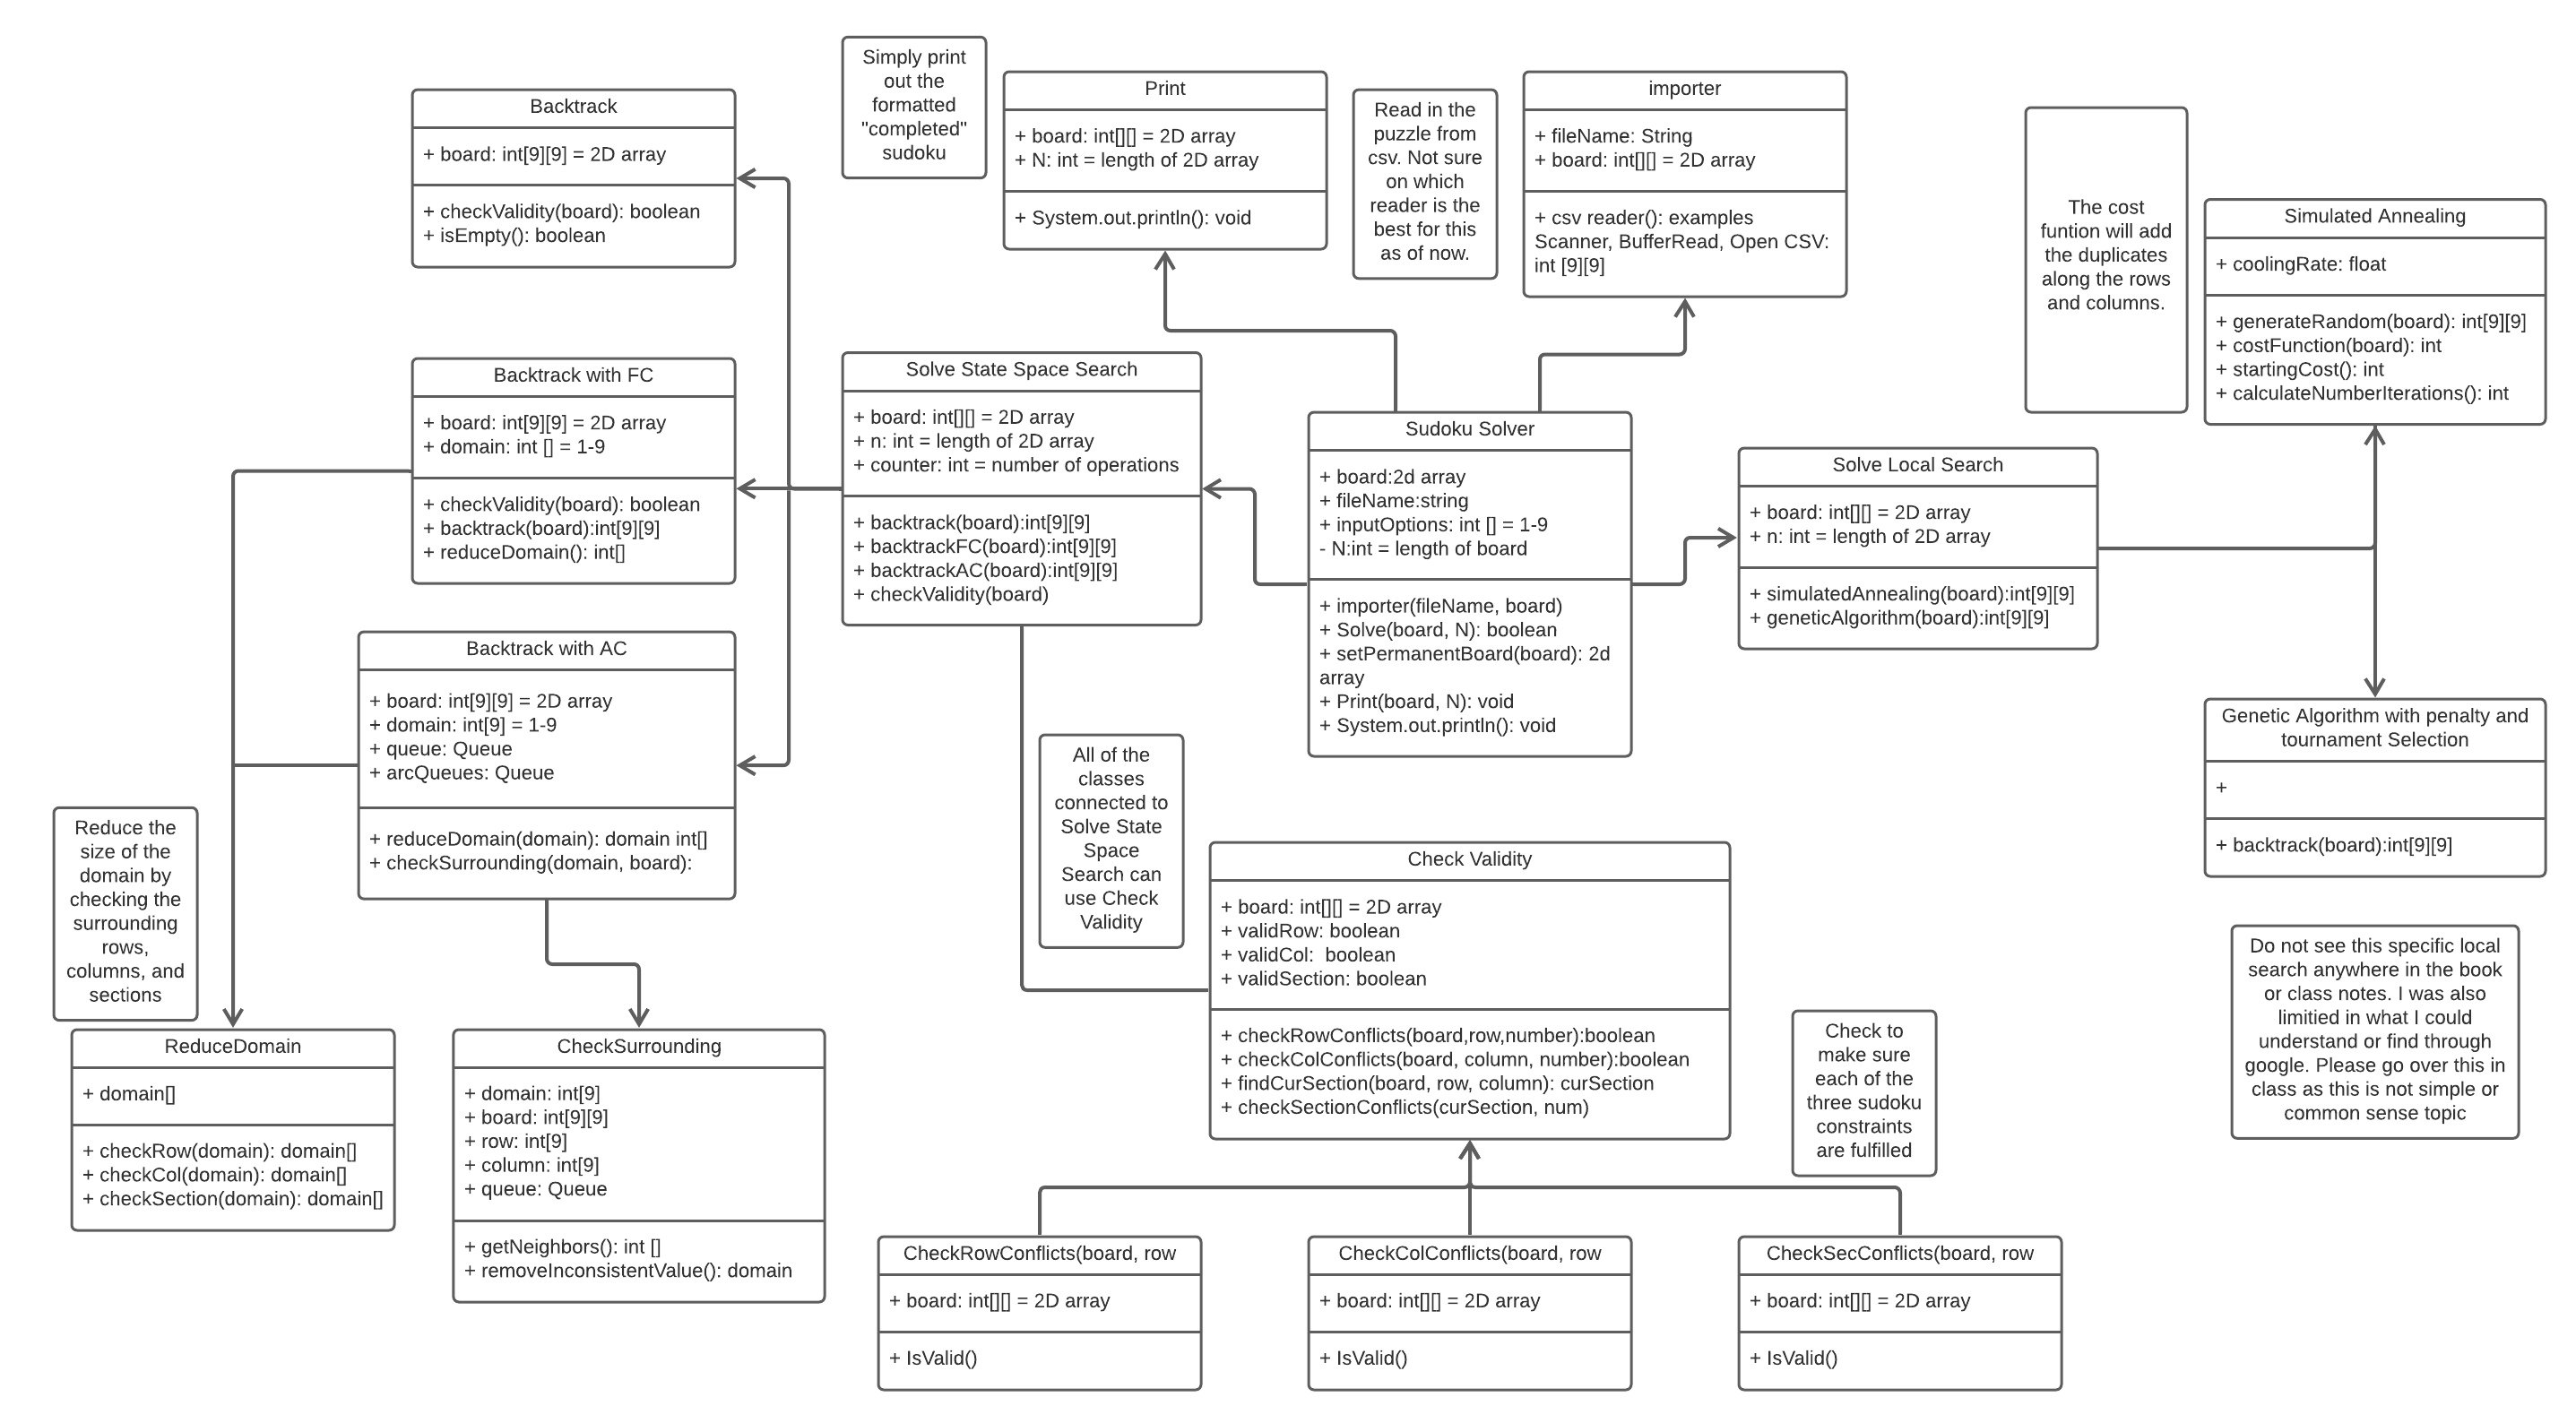 Simply print
out the
formatted
"completed"
sudoku
Print
+ board: int[][] = 2D array
+ N: int = length of 2D array
+ System.out.println(): void
Read in the
puzzle from
csv. Not sure
on which
reader is the
best for this
as of now.
importer
+ fileName: String
+ board: int[][] = 2D array
+ csv reader(): examples
Scanner, BufferRead, Open CSV:
int [9][9]
Backtrack
+ board: int[9][9] = 2D array
+ checkValidity(board): boolean
+ isEmpty(): boolean
The cost
funtion will add
the duplicates
along the rows
and columns.
Simulated Annealing
+ coolingRate: float
+ generateRandom(board): int[9][9]
+ costFunction(board): int
+ startingCost(): int
+ calculateNumberIterations(): int
Backtrack with FC
+ board: int[9][9] = 2D array
+ domain: int [] = 1-9
+ checkValidity(board): boolean
+ backtrack(board):int[9][9]
+ reduceDomain(): int[]
Solve State Space Search
+ board: int[][] = 2D array
+ n: int = length of 2D array
+ counter: int = number of operations
+ backtrack(board):int[9][9]
+ backtrackFC(board):int[9][9]
+ backtrackAC(board):int[9][9]
+ checkValidity(board)
Sudoku Solver
+ board:2d array
+ fileName:string
+ inputOptions: int [] = 1-9
- N:int = length of board
+ importer(fileName, board)
+ Solve(board, N): boolean
+ setPermanentBoard(board): 2d
array
+ Print(board, N): void
+ System.out.println(): void
Solve Local Search
+ board: int[][] = 2D array
+ n: int = length of 2D array
+ simulatedAnnealing(board):int[9][9]
+ geneticAlgorithm(board):int[9][9]
Backtrack with AC
+ board: int[9][9] = 2D array
+ domain: int[9] = 1-9
+ queue: Queue
+ arcQueues: Queue
+ reduceDomain(domain): domain int[]
+ checkSurrounding(domain, board):
Genetic Algorithm with penalty and
tournament Selection
+
+ backtrack(board):int[9][9]
All of the
classes
connected to
Solve State
Space
Search can
use Check
Validity
Reduce the
size of the
domain by
checking the
surrounding
rows,
columns, and
sections
Check Validity
+ board: int[][] = 2D array
+ validRow: boolean
+ validCol:  boolean
+ validSection: boolean
+ checkRowConflicts(board,row,number):boolean
+ checkColConflicts(board, column, number):boolean
+ findCurSection(board, row, column): curSection
+ checkSectionConflicts(curSection, num)
Do not see this specific local
search anywhere in the book
or class notes. I was also
limitied in what I could
understand or find through
google. Please go over this in
class as this is not simple or
common sense topic
Check to
make sure
each of the
three sudoku
constraints
are fulfilled
ReduceDomain
+ domain[]
+ checkRow(domain): domain[]
+ checkCol(domain): domain[]
+ checkSection(domain): domain[]
CheckSurrounding
+ domain: int[9]
+ board: int[9][9]
+ row: int[9]
+ column: int[9]
+ queue: Queue
+ getNeighbors(): int []
+ removeInconsistentValue(): domain
CheckRowConflicts(board, row
+ board: int[][] = 2D array
+ IsValid()
CheckColConflicts(board, row
+ board: int[][] = 2D array
+ IsValid()
CheckSecConflicts(board, row
+ board: int[][] = 2D array
+ IsValid()